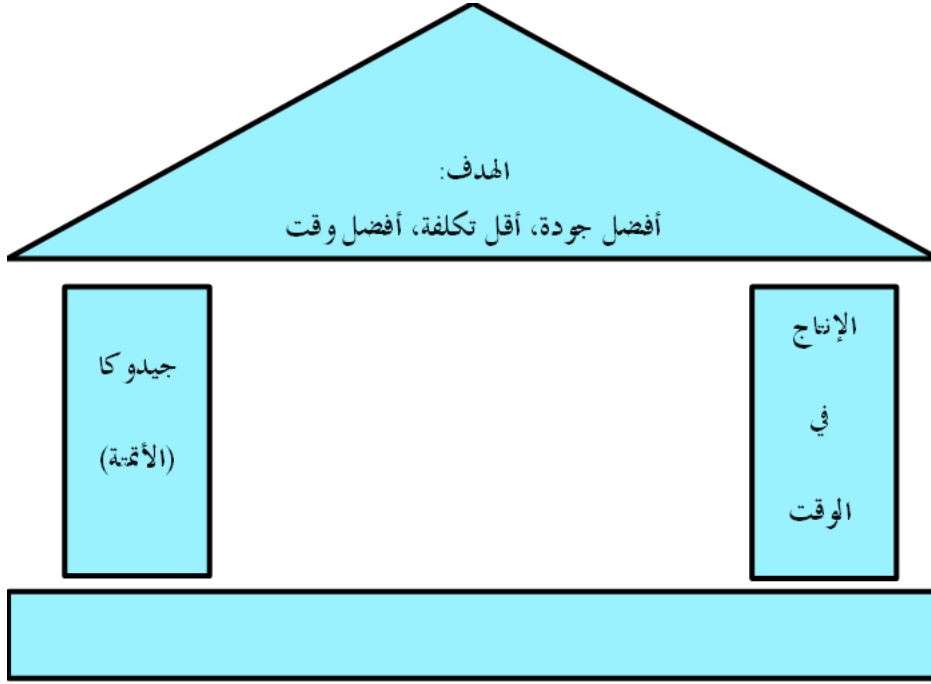 الهدف:
أفضل جودة، أقل تكلفة، أفضل وقت
الإنتاج
في
الوقت
جيدوكا
(الأتمتة)